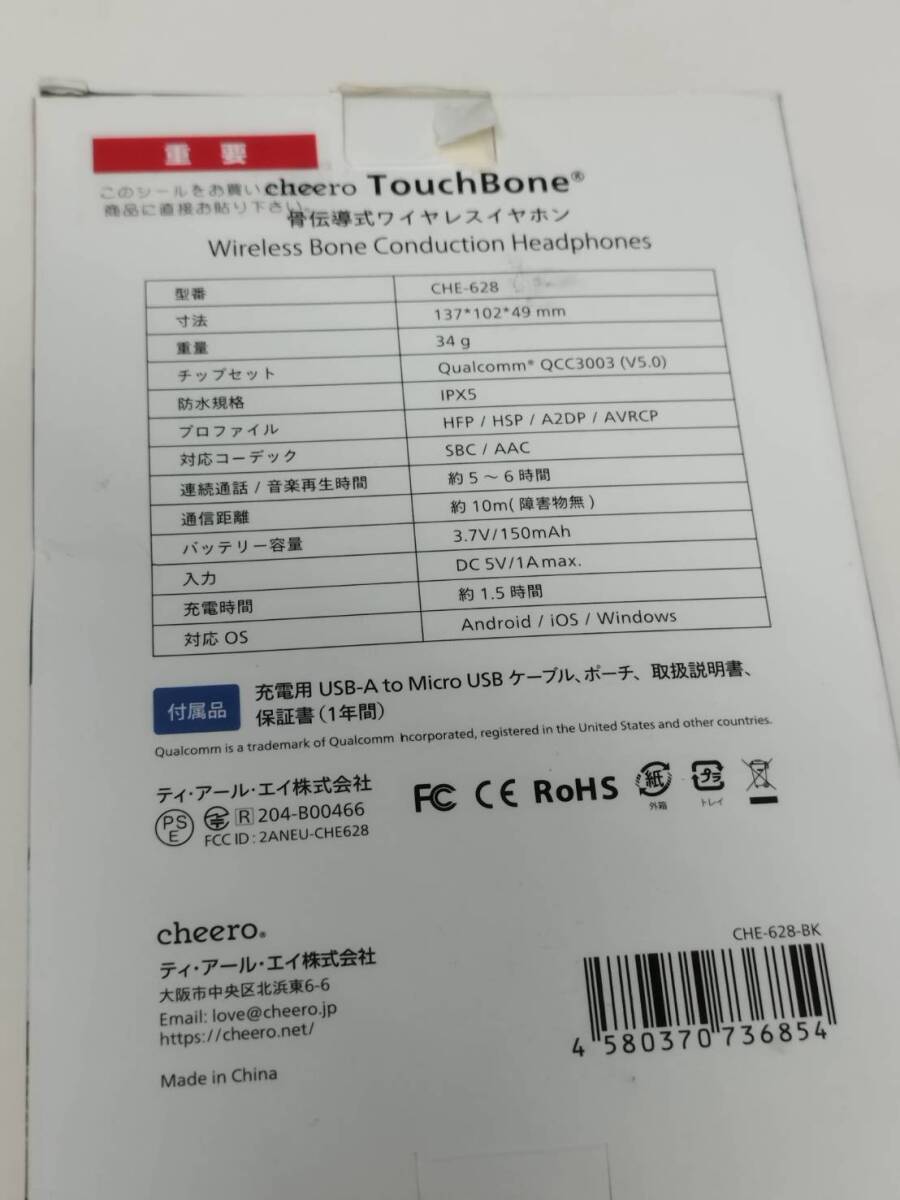 重要
このシールをお買い
商品に直接お貼り下さい。
cheero TouchBone®
骨伝導式ワイヤレスイヤホン
Wireless Bone Conduction Headphones
型番 CHE-628
寸法 137*102*49 mm
重量 34 g
チップセット Qualcomm® QCC3003 (V5.0)
防水規格 IPX5
プロファイル HFP / HSP / A2DP / AVRCP
対応コーデック SBC / AAC
連続通話 / 音楽再生時間 約 5 ~ 6 時間
通信距離 約 10m( 障害物無 )
バッテリー容量 3.7V/150mAh
入力 DC 5V/1A max.
充電時間 約 1.5 時間
対応 OS Android / iOS / Windows
付属品 充電用 USB-A to Micro USB ケーブル、ポーチ、取扱説明書、
保証書（1年間）
Qualcomm is a trademark of Qualcomm Incorporated, registered in the United States and other countries.
ティ・アール・エイ株式会社
PSE R 204-B00466
FCC ID : 2ANEU-CHE628
FC CE RoHS 紙 プラ
外箱 トレイ
cheero®
ティ・アール・エイ株式会社
大阪市中央区北浜東6-6
Email: love@cheero.jp
https://cheero.net/
Made in China
CHE-628-BK
4 580370 736854